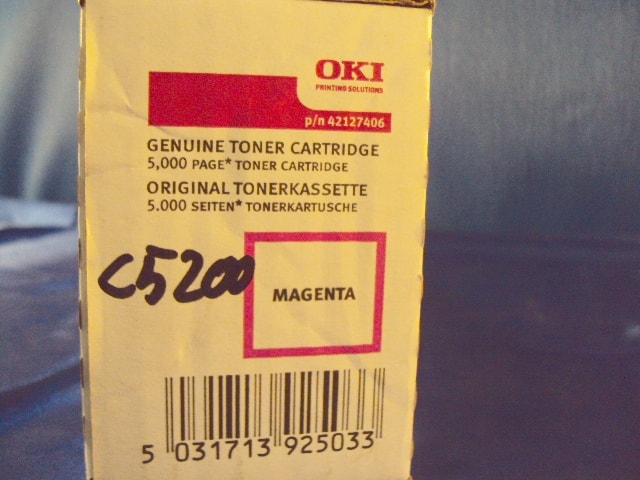 OKI
PRINTING SOLUTIONS
p/n 42127406
GENUINE TONER CARTRIDGE
5,000 PAGE* TONER CARTRIDGE
ORIGINAL TONERKASSETTE
5.000 SEITEN* TONERKARTUSCHE
C5200
MAGENTA
5 031713 925033